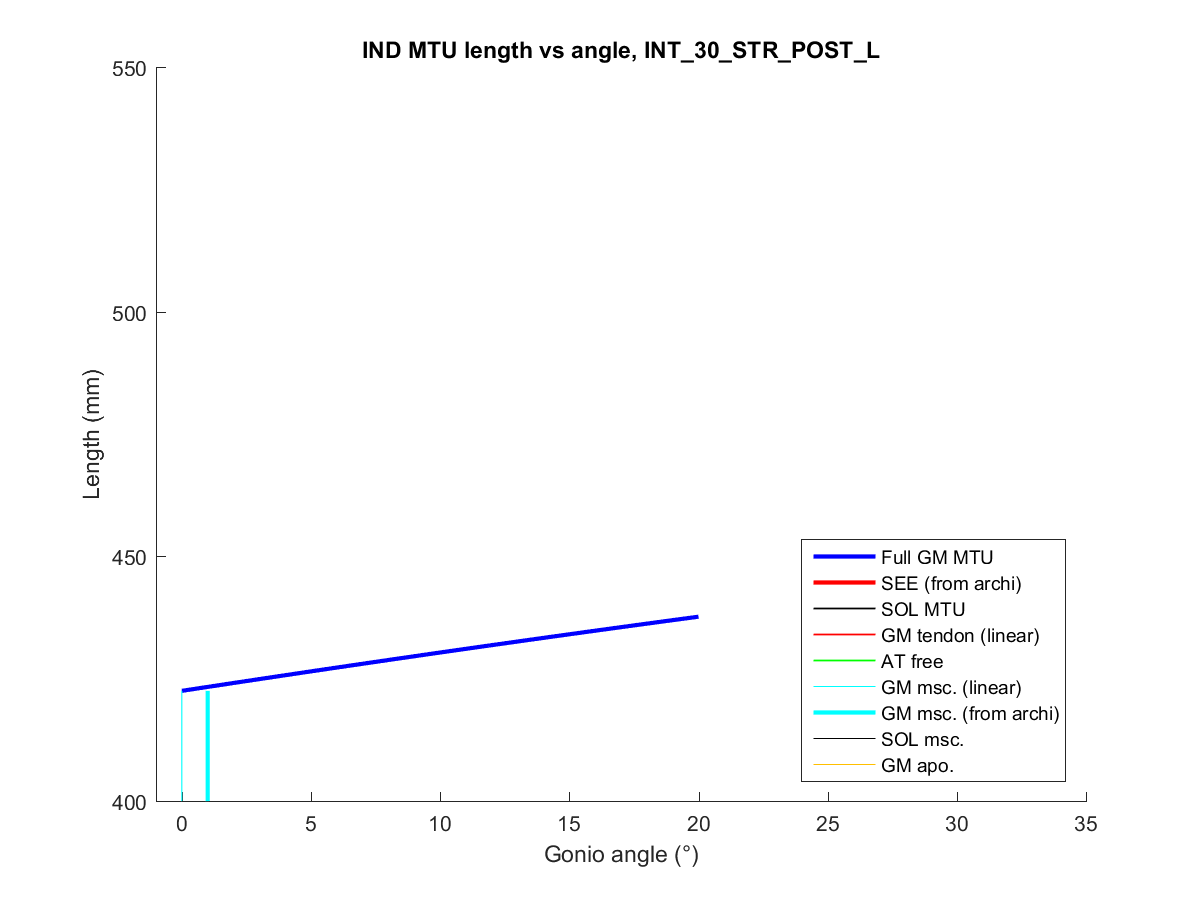 IND MTU length vs angle, INT_30_STR_POST_L
550
500
450
400
Length (mm)
0 5 10 15 20 25 30 35
Gonio angle (°)
Full GM MTU
SEE (from archi)
SOL MTU
GM tendon (linear)
AT free
GM msc. (linear)
GM msc. (from archi)
SOL msc.
GM apo.